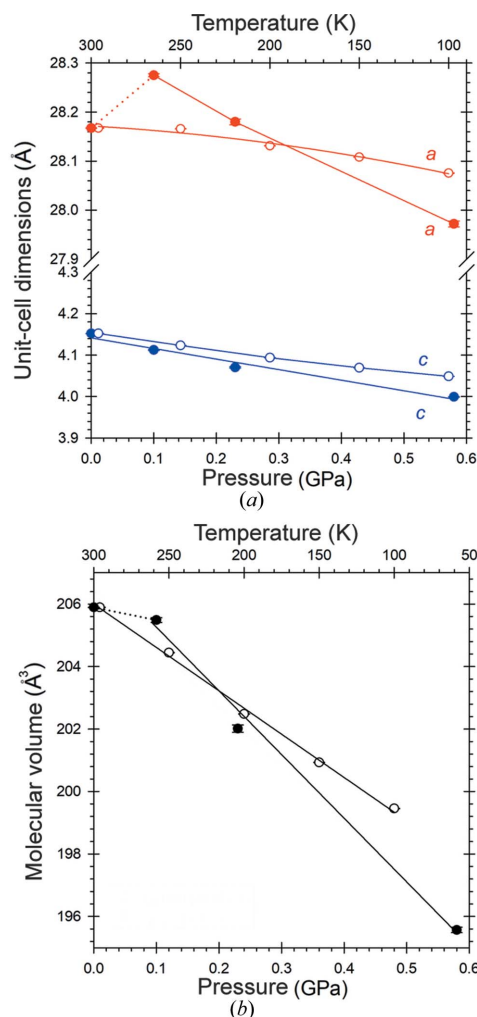 Temperature (K)
300 250 200 150 100
28.3
28.2
28.1
28.0
27.9
4.3
4.2
4.1
4.0
3.9
Unit-cell dimensions (Å)
a
a
c
c
0.0 0.1 0.2 0.3 0.4 0.5 0.6
Pressure (GPa)
(a)
Temperature (K)
300 250 200 150 100 50
206
204
202
200
198
196
Molecular volume (Å³)
0.0 0.1 0.2 0.3 0.4 0.5 0.6
Pressure (GPa)
(b)